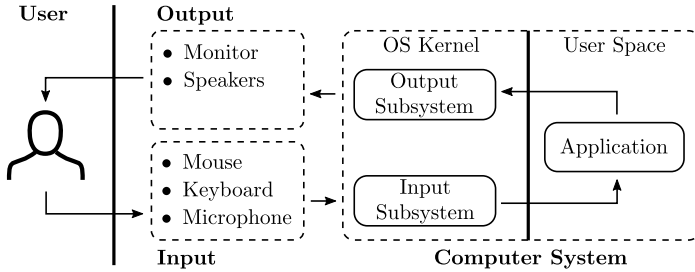 User
Output
● Monitor
● Speakers
● Mouse
● Keyboard
● Microphone
Input
OS Kernel
User Space
Output
Subsystem
Application
Input
Subsystem
Computer System